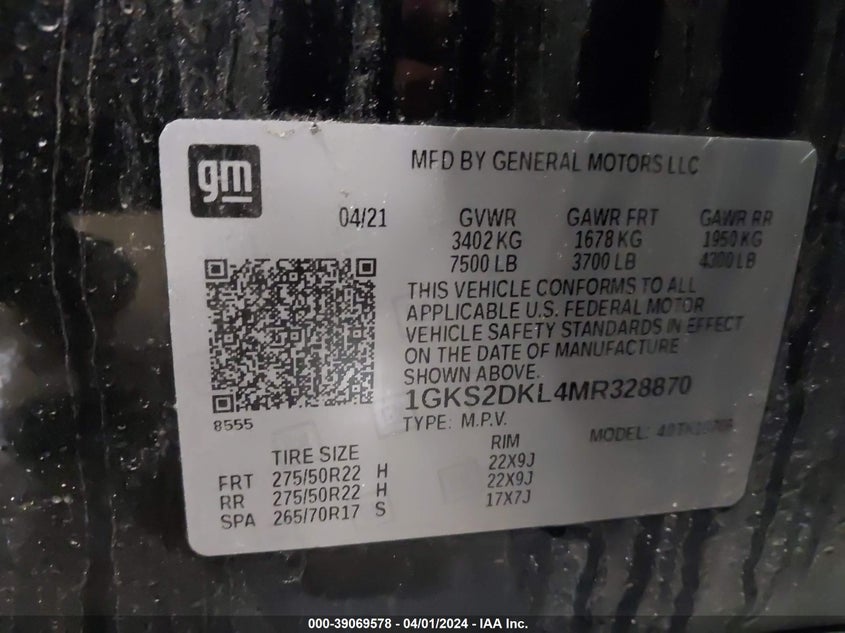 gm
MFD BY GENERAL MOTORS LLC
04/21 GVWR GAWR FRT GAWR RR
3402 KG 1678 KG 1950 KG
7500 LB 3700 LB 4300 LB
THIS VEHICLE CONFORMS TO ALL
APPLICABLE U.S. FEDERAL MOTOR
VEHICLE SAFETY STANDARDS IN EFFECT
ON THE DATE OF MANUFACTURE
SHOWN ABOVE.
1GKS2DKL4MR328870
8555
TYPE: M.P.V. MODEL:
TIRE SIZE RIM
FRT 275/50R22 H 22X9J
RR 275/50R22 H 22X9J
SPA 265/70R17 S 17X7J
000-39069578 - 04/01/2024 - IAA Inc.